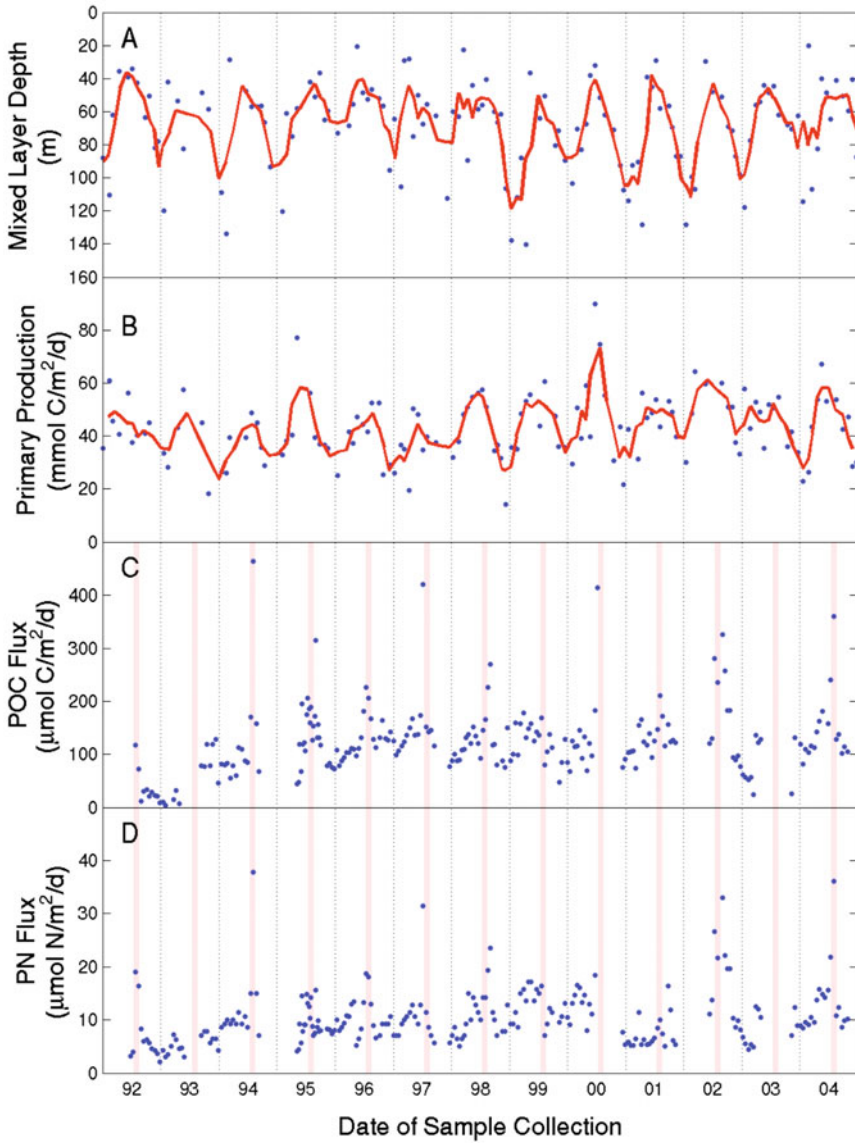 A
Mixed Layer Depth
(m)
0
20
40
60
80
100
120
140
160
B
Primary Production
(mmol C/m²/d)
80
60
40
20
0
C
POC Flux
(μmol C/m²/d)
400
300
200
100
0
D
PN Flux
(μmol N/m²/d)
40
30
20
10
0
92 93 94 95 96 97 98 99 00 01 02 03 04
Date of Sample Collection